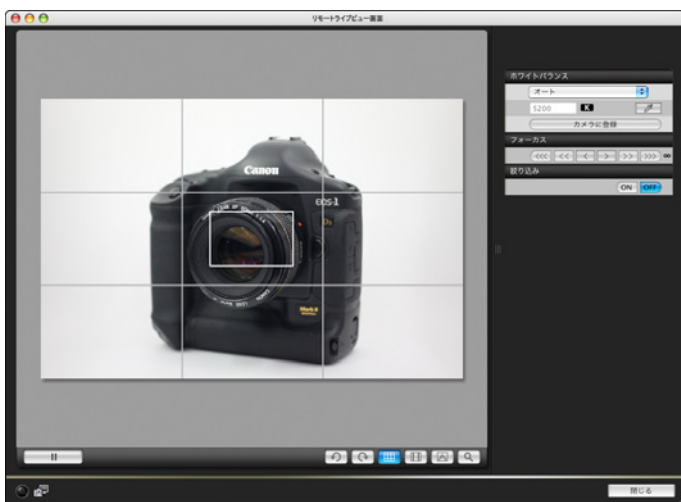 リモートライブビュー画面
ホワイトバランス
オート
5200
K
カメラに登録
フォーカス
<<< << < > >> >>> ∞
絞り込み
ON OFF
Canon
EOS-1
Ds
Mark II
閉じる